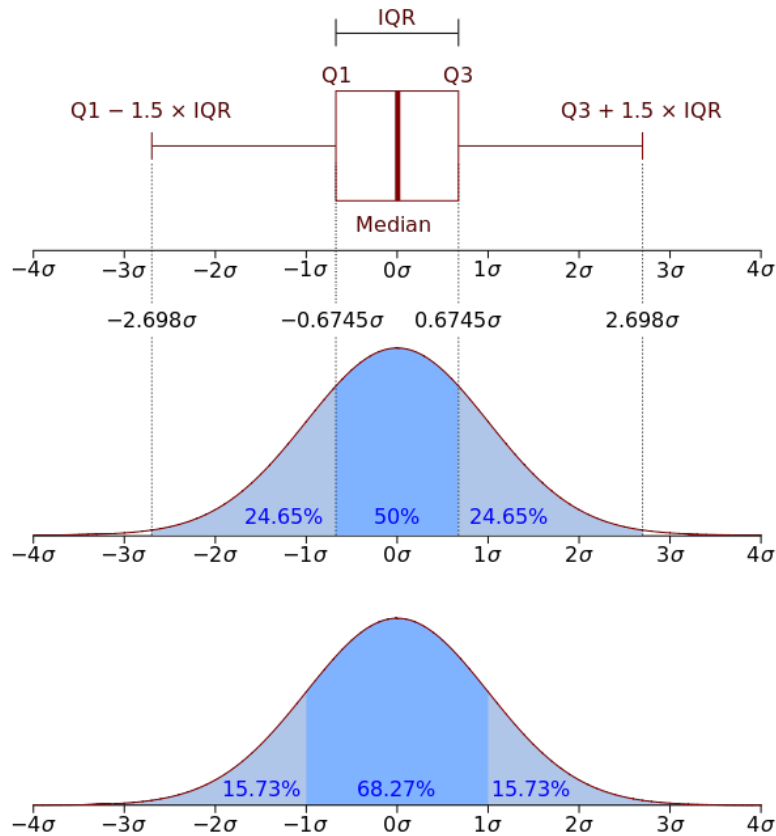 IQR
Q1 Q3
Q1 − 1.5 × IQR Q3 + 1.5 × IQR
Median
−4σ −3σ −2σ −1σ 0σ 1σ 2σ 3σ 4σ
−2.698σ −0.6745σ 0.6745σ 2.698σ
24.65% 50% 24.65%
−4σ −3σ −2σ −1σ 0σ 1σ 2σ 3σ 4σ
15.73% 68.27% 15.73%
−4σ −3σ −2σ −1σ 0σ 1σ 2σ 3σ 4σ